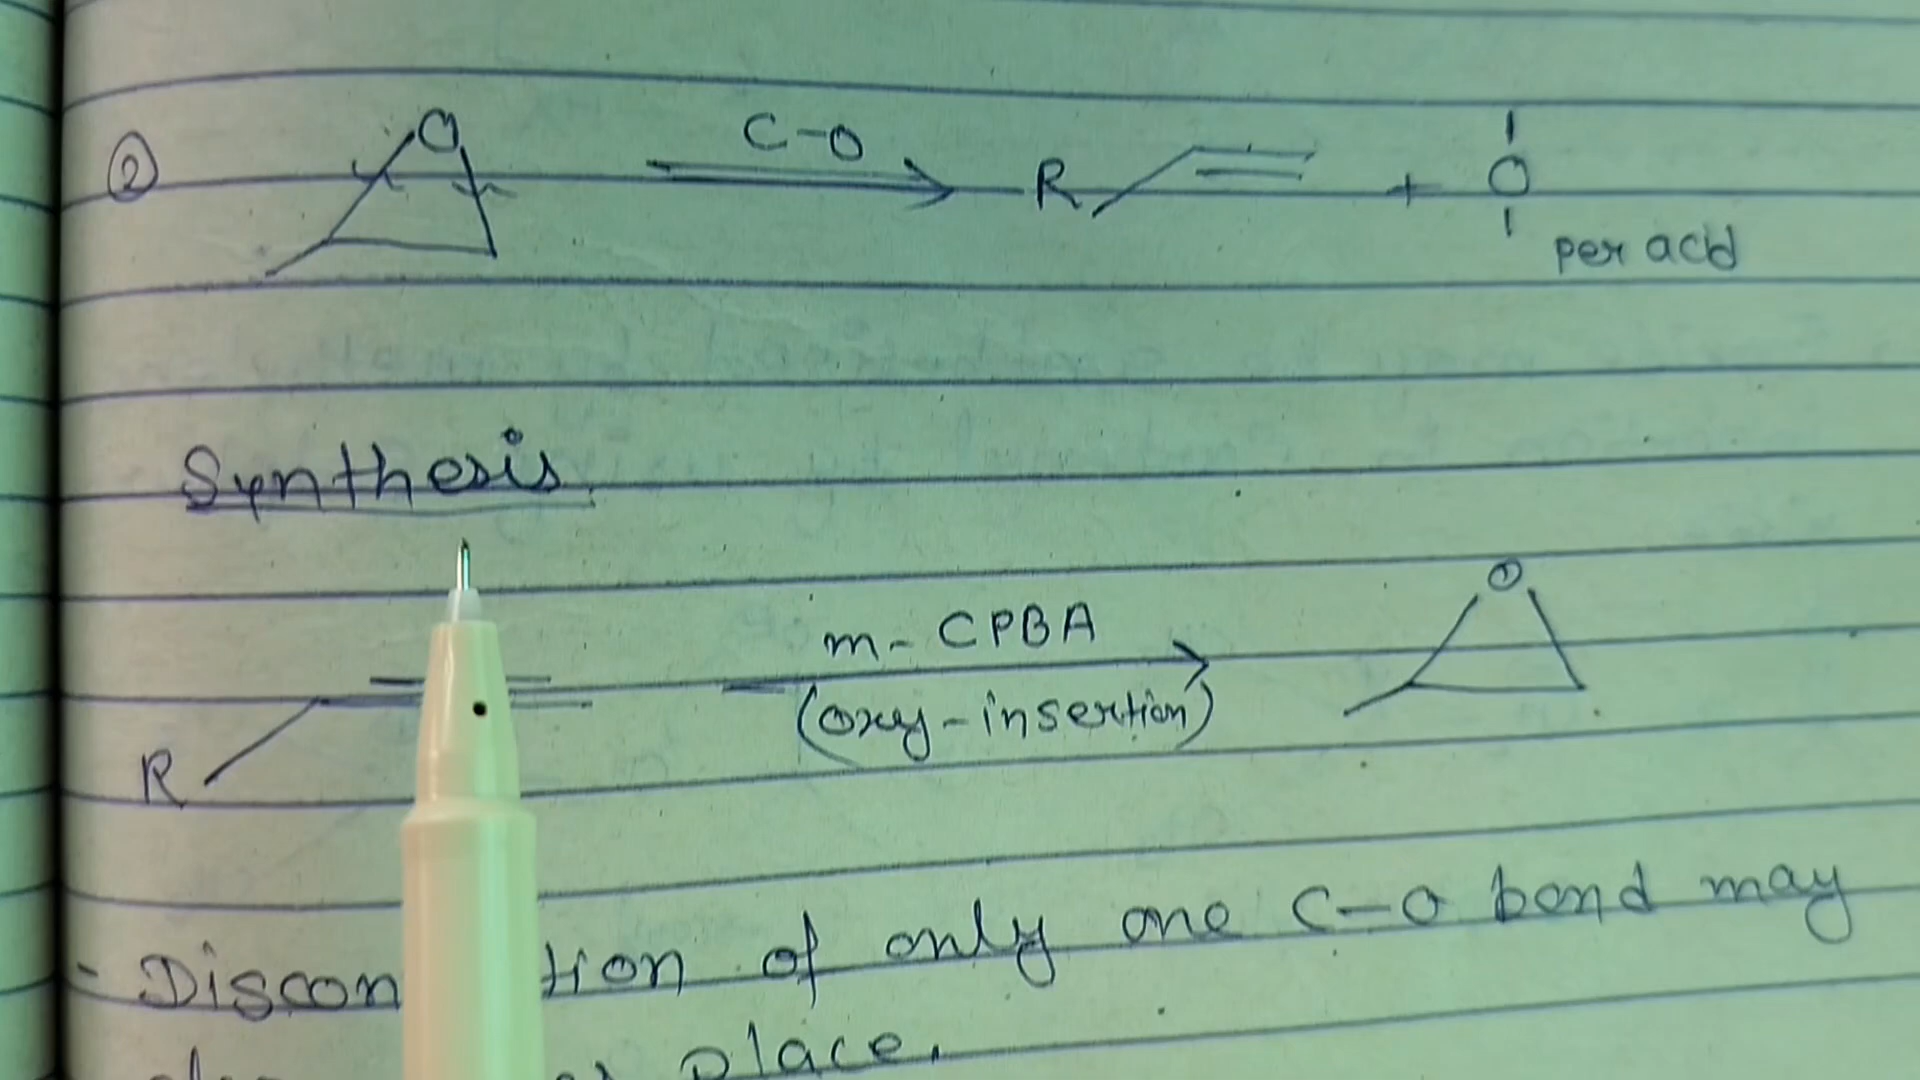 ② O C-O R + O
per acid
Synthesis
R m-CPBA O
(oxy-insertion)
- Discon tion of only one C-O bond may
place.